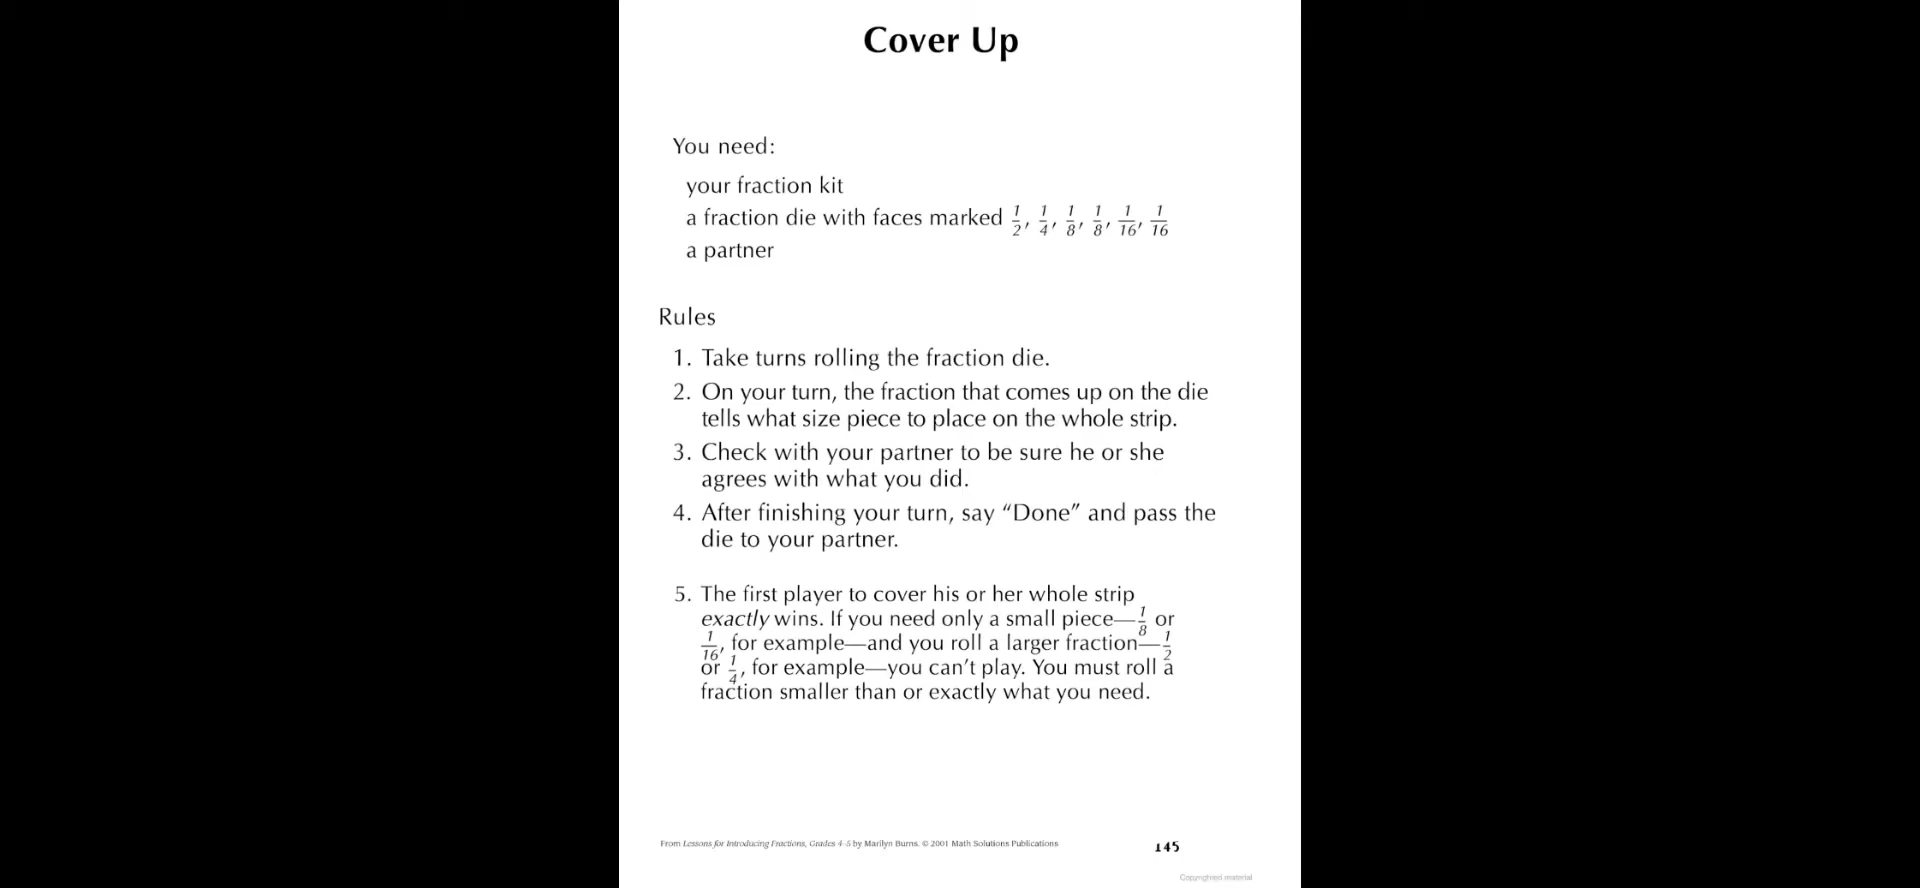 Cover Up
You need:
your fraction kit
a fraction die with faces marked 1/2, 1/4, 1/8, 1/8, 1/16, 1/16
a partner
Rules
1. Take turns rolling the fraction die.
2. On your turn, the fraction that comes up on the die
tells what size piece to place on the whole strip.
3. Check with your partner to be sure he or she
agrees with what you did.
4. After finishing your turn, say “Done” and pass the
die to your partner.
5. The first player to cover his or her whole strip
exactly wins. If you need only a small piece—1/8 or
1/16, for example—and you roll a larger fraction—1/2
or 1/4, for example—you can’t play. You must roll a
fraction smaller than or exactly what you need.
From Lessons for Introducing Fractions, Grades 4–5 by Marilyn Burns. © 2001 Math Solutions Publications
145
Copyrighted material